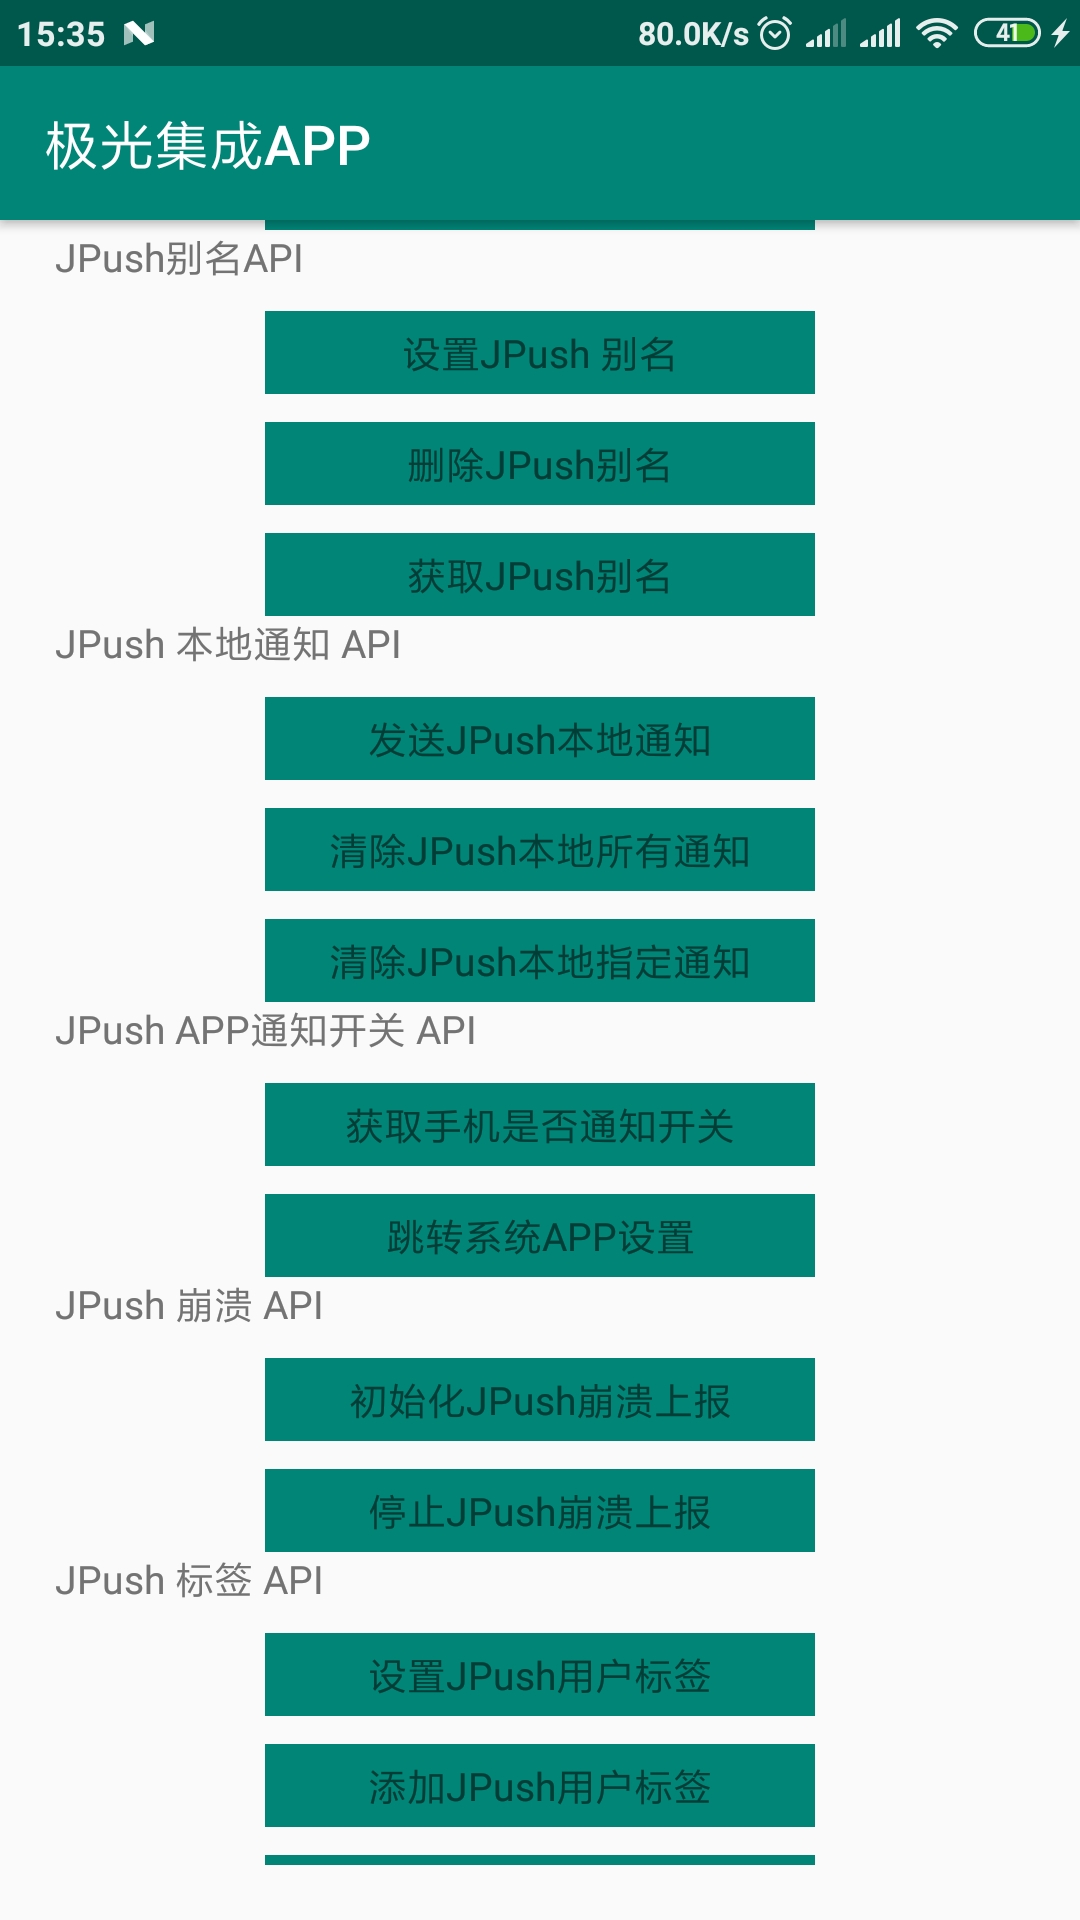 15:35 80.0K/s 41
极光集成APP
JPush别名API
设置JPush 别名
删除JPush别名
获取JPush别名
JPush 本地通知 API
发送JPush本地通知
清除JPush本地所有通知
清除JPush本地指定通知
JPush APP通知开关 API
获取手机是否通知开关
跳转系统APP设置
JPush 崩溃 API
初始化JPush崩溃上报
停止JPush崩溃上报
JPush 标签 API
设置JPush用户标签
添加JPush用户标签